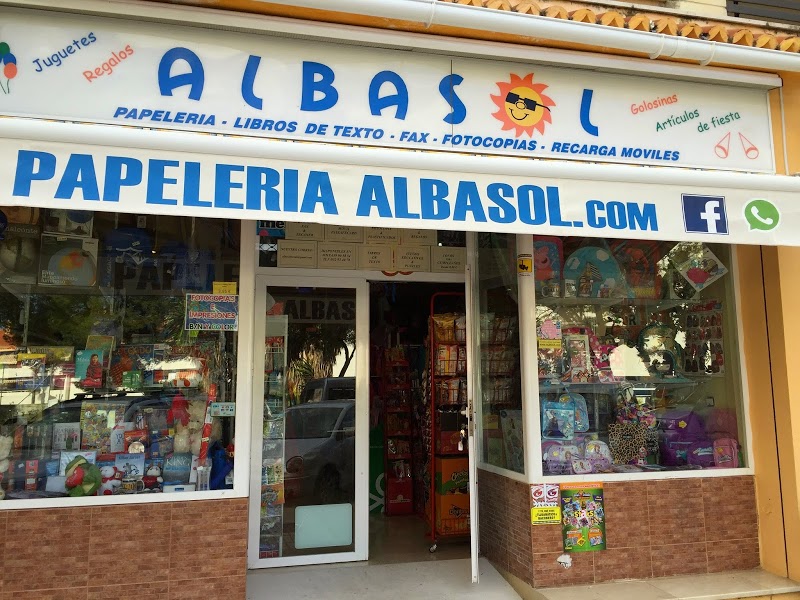 Juguetes
Regalos
ALBASOL
Golosinas
Artículos
de fiesta
PAPELERIA - LIBROS DE TEXTO - FAX - FOTOCOPIAS - RECARGA MOVILES
PAPELERIA ALBASOL.COM
FOTOCOPIAS
E
IMPRESIONES
B/N Y COLOR
ALBAS